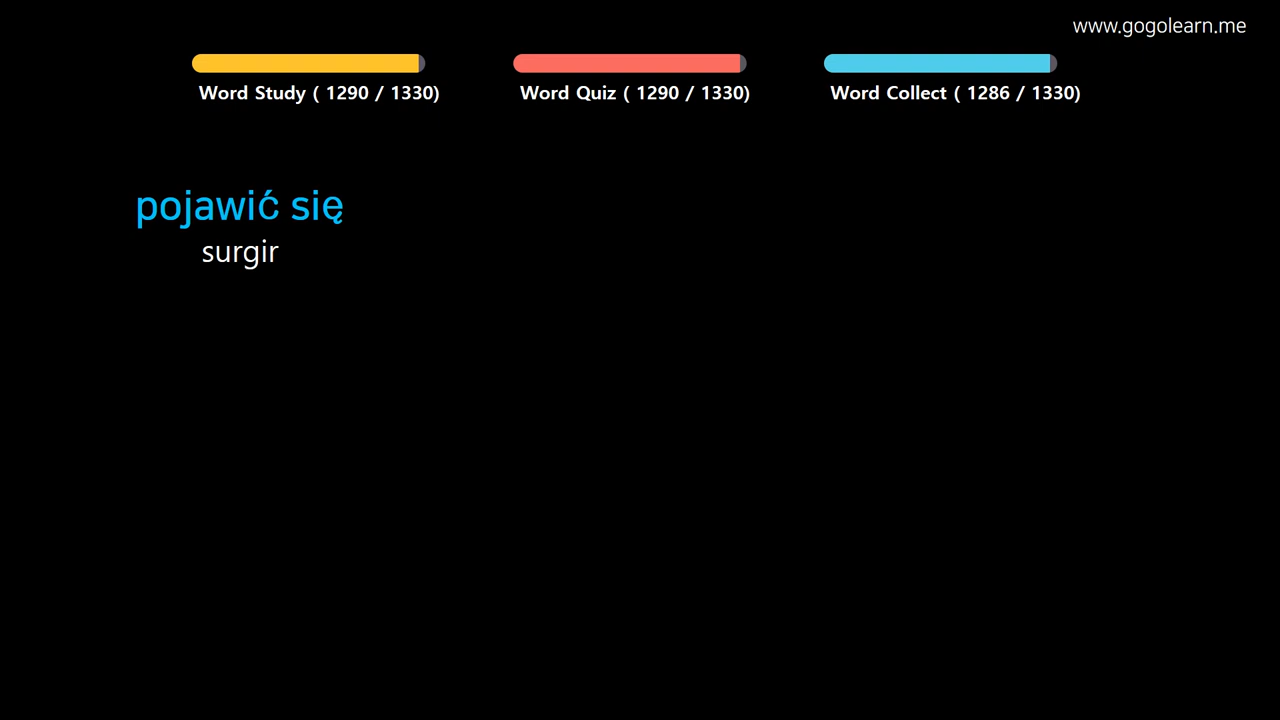 www.gogolearn.me
Word Study ( 1290 / 1330)
Word Quiz ( 1290 / 1330)
Word Collect ( 1286 / 1330)
pojawić się
surgir